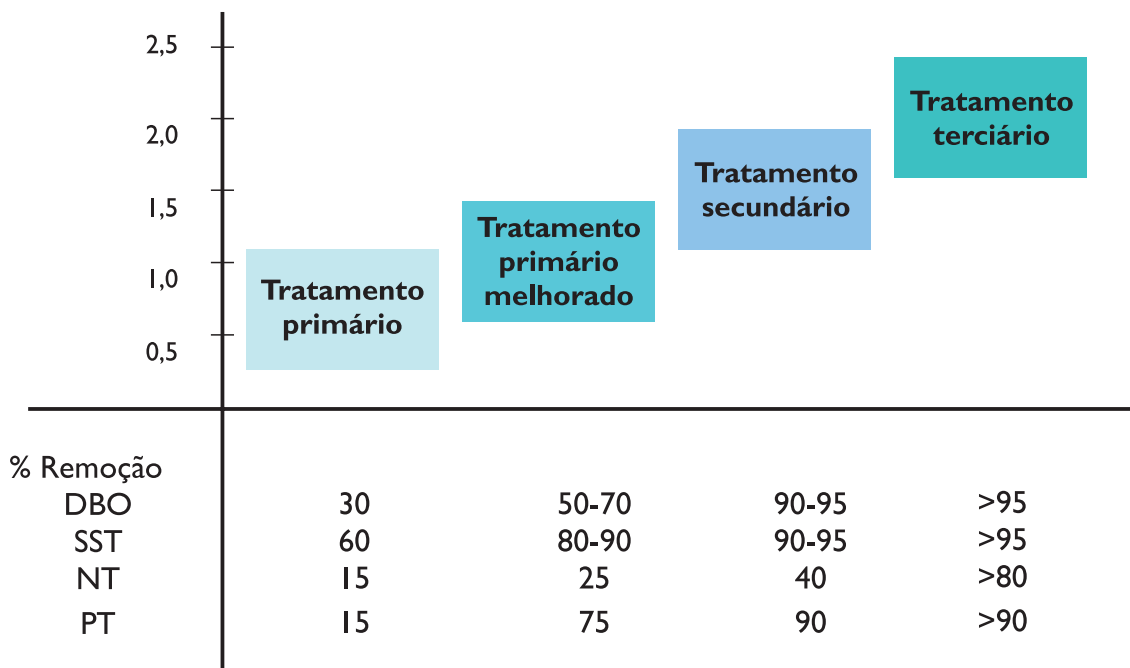 2,5
2,0
1,5
1,0
0,5
Tratamento
primário
Tratamento
primário
melhorado
Tratamento
secundário
Tratamento
terciário
% Remoção
DBO 30 50-70 90-95 >95
SST 60 80-90 90-95 >95
NT 15 25 40 >80
PT 15 75 90 >90